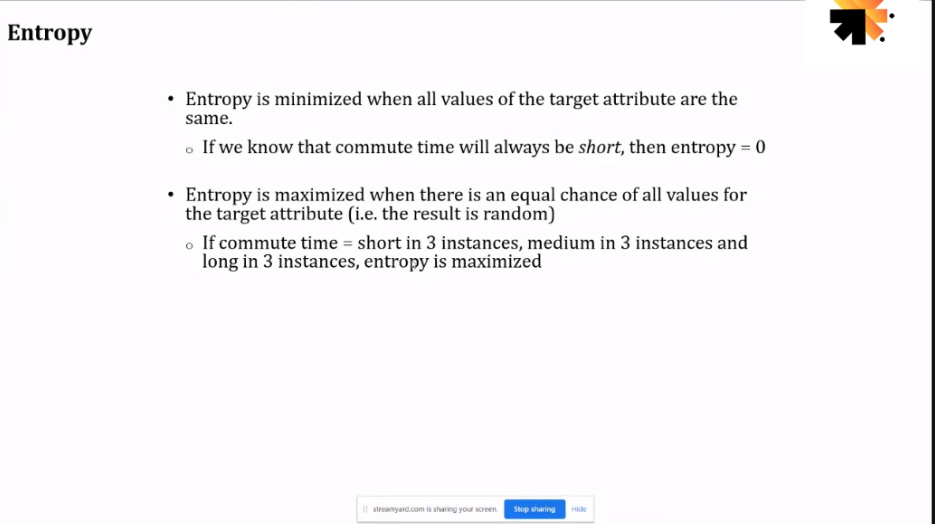 Entropy
• Entropy is minimized when all values of the target attribute are the
same.
o If we know that commute time will always be short, then entropy = 0
• Entropy is maximized when there is an equal chance of all values for
the target attribute (i.e. the result is random)
o If commute time = short in 3 instances, medium in 3 instances and
long in 3 instances, entropy is maximized
streamyard.com is sharing your screen. Stop sharing Hide